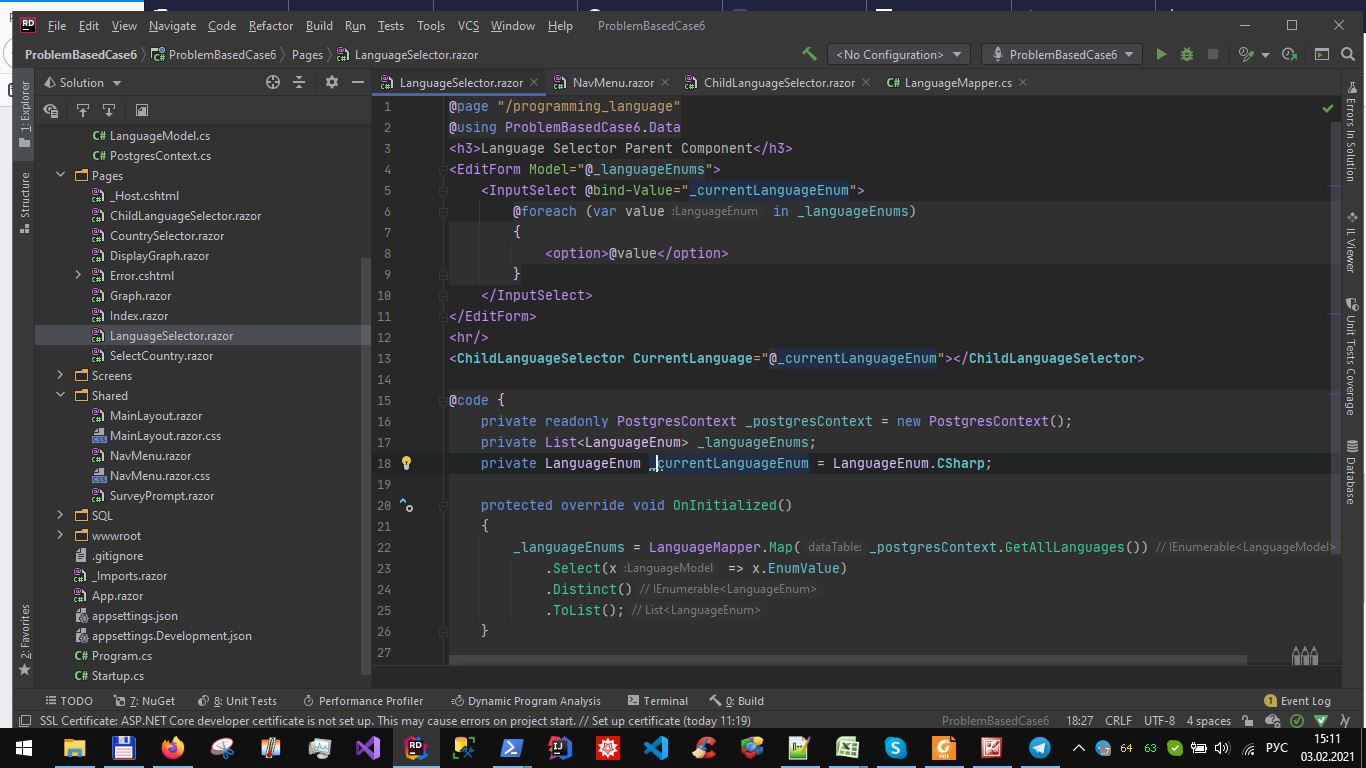 File Edit View Navigate Code Refactor Build Run Tests Tools VCS Window Help ProblemBasedCase6
ProblemBasedCase6 ProblemBasedCase6 Pages LanguageSelector.razor <No Configuration> ProblemBasedCase6
Solution LanguageSelector.razor NavMenu.razor ChildLanguageSelector.razor LanguageMapper.cs
1: Explorer
Structure
2: Favorites
LanguageModel.cs
PostgresContext.cs
Pages
_Host.cshtml
ChildLanguageSelector.razor
CountrySelector.razor
DisplayGraph.razor
Error.cshtml
Graph.razor
Index.razor
LanguageSelector.razor
SelectCountry.razor
Screens
Shared
MainLayout.razor
MainLayout.razor.css
NavMenu.razor
NavMenu.razor.css
SurveyPrompt.razor
SQL
wwwroot
.gitignore
_Imports.razor
App.razor
appsettings.json
appsettings.Development.json
Program.cs
Startup.cs
1 @page "/programming_language"
2 @using ProblemBasedCase6.Data
3 <h3>Language Selector Parent Component</h3>
4 <EditForm Model="@_languageEnums">
5 <InputSelect @bind-Value="_currentLanguageEnum">
6 @foreach (var value :LanguageEnum in _languageEnums)
7 {
8 <option>@value</option>
9 }
10 </InputSelect>
11 </EditForm>
12 <hr/>
13 <ChildLanguageSelector CurrentLanguage="@_currentLanguageEnum"></ChildLanguageSelector>
14
15 @code {
16 private readonly PostgresContext _postgresContext = new PostgresContext();
17 private List<LanguageEnum> _languageEnums;
18 private LanguageEnum _currentLanguageEnum = LanguageEnum.CSharp;
19
20 protected override void OnInitialized()
21 {
22 _languageEnums = LanguageMapper.Map( dataTable: _postgresContext.GetAllLanguages()) // IEnumerable<LanguageModel>
23 .Select(x :LanguageModel => x.EnumValue)
24 .Distinct() // IEnumerable<LanguageEnum>
25 .ToList(); // List<LanguageEnum>
26 }
27
Errors In Solution
IL Viewer
Unit Tests Coverage
Database
TODO 7: NuGet 8: Unit Tests Performance Profiler Dynamic Program Analysis Terminal 0: Build 1 Event Log
SSL Certificate: ASP.NET Core developer certificate is not set up. This may cause errors on project start. // Set up certificate (today 11:19) ProblemBasedCase6 18:27 CRLF UTF-8 4 spaces
64 63 РУС 15:11
03.02.2021